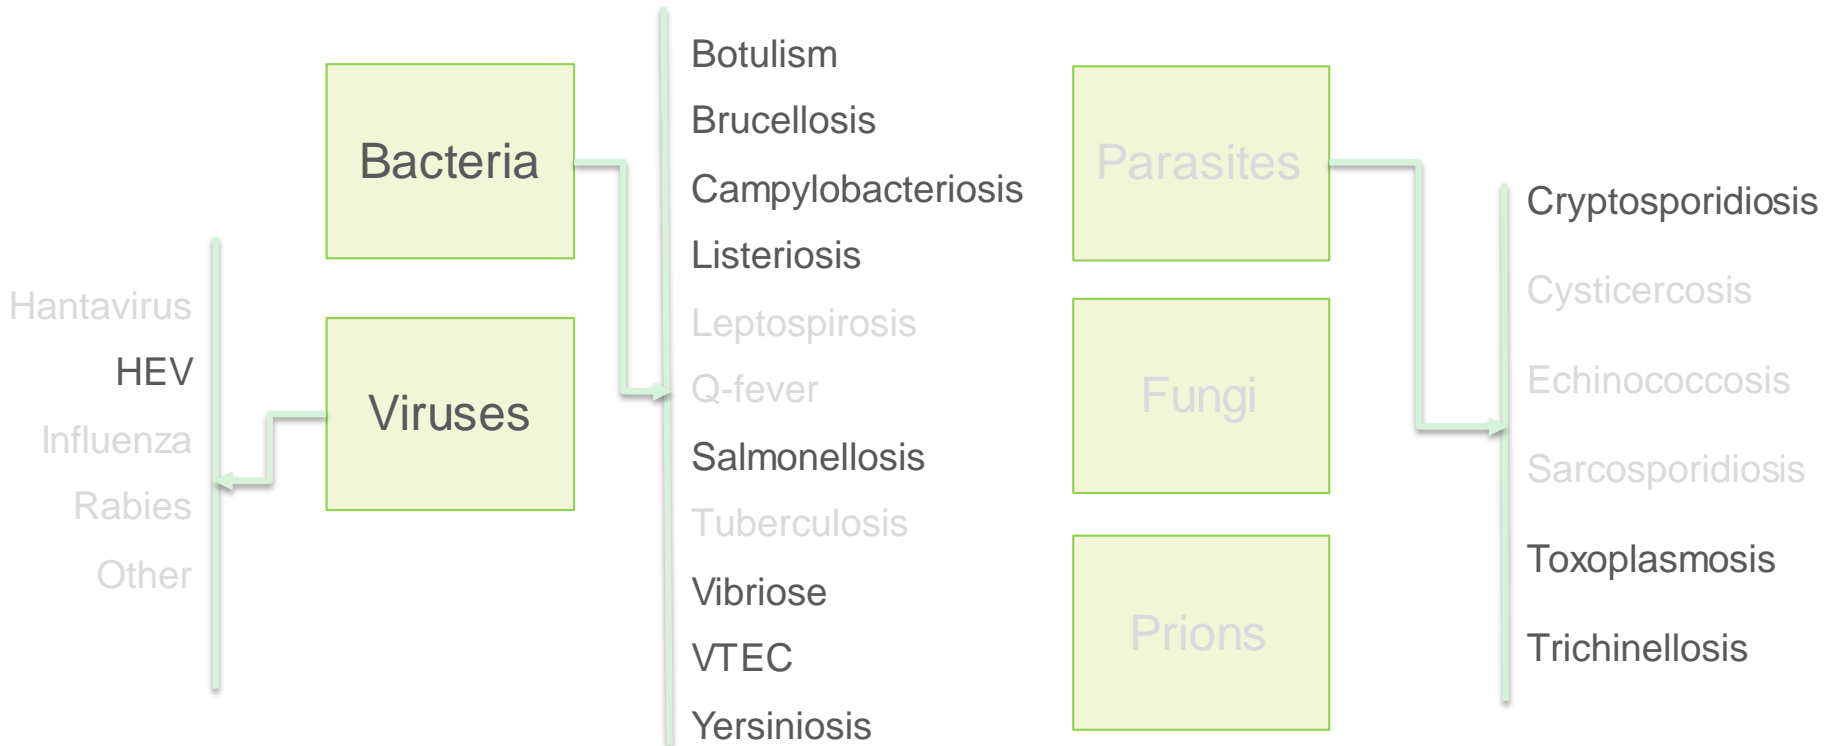 Bacteria
Botulism
Brucellosis
Campylobacteriosis
Listeriosis
Leptospirosis
Q-fever
Salmonellosis
Tuberculosis
Vibriose
VTEC
Yersiniosis
Viruses
Hantavirus
HEV
Influenza
Rabies
Other
Parasites
Cryptosporidiosis
Cysticercosis
Echinococcosis
Sarcosporidiosis
Toxoplasmosis
Trichinellosis
Fungi
Prions